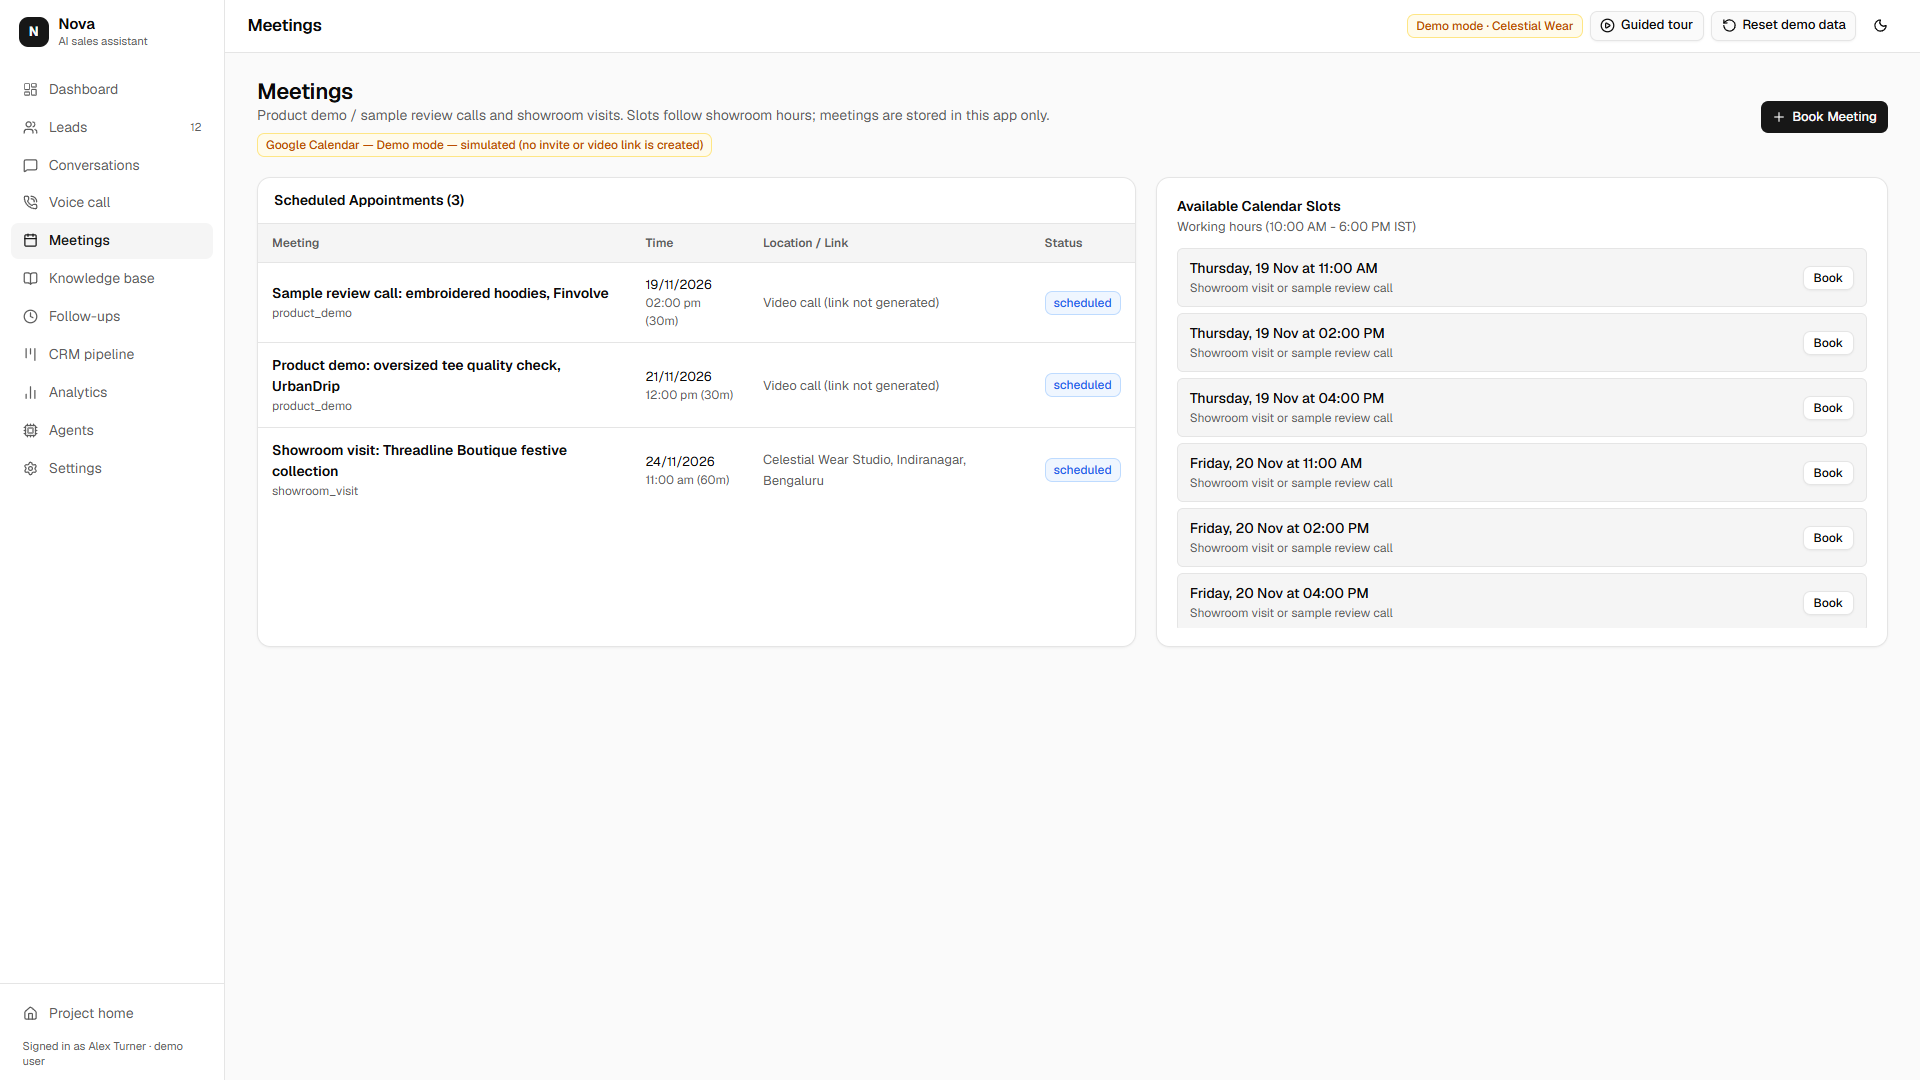 N
Nova
AI sales assistant
Dashboard
Leads 12
Conversations
Voice call
Meetings
Knowledge base
Follow-ups
CRM pipeline
Analytics
Agents
Settings
Project home
Signed in as Alex Turner · demo
user
Meetings
Demo mode · Celestial Wear
Guided tour
Reset demo data
Meetings
Product demo / sample review calls and showroom visits. Slots follow showroom hours; meetings are stored in this app only.
Google Calendar — Demo mode — simulated (no invite or video link is created)
+ Book Meeting
Scheduled Appointments (3)
Meeting Time Location / Link Status
Sample review call: embroidered hoodies, Finvolve
product_demo
19/11/2026
02:00 pm
(30m)
Video call (link not generated)
scheduled
Product demo: oversized tee quality check,
UrbanDrip
product_demo
21/11/2026
12:00 pm (30m)
Video call (link not generated)
scheduled
Showroom visit: Threadline Boutique festive
collection
showroom_visit
24/11/2026
11:00 am (60m)
Celestial Wear Studio, Indiranagar,
Bengaluru
scheduled
Available Calendar Slots
Working hours (10:00 AM - 6:00 PM IST)
Thursday, 19 Nov at 11:00 AM
Showroom visit or sample review call
Book
Thursday, 19 Nov at 02:00 PM
Showroom visit or sample review call
Book
Thursday, 19 Nov at 04:00 PM
Showroom visit or sample review call
Book
Friday, 20 Nov at 11:00 AM
Showroom visit or sample review call
Book
Friday, 20 Nov at 02:00 PM
Showroom visit or sample review call
Book
Friday, 20 Nov at 04:00 PM
Showroom visit or sample review call
Book